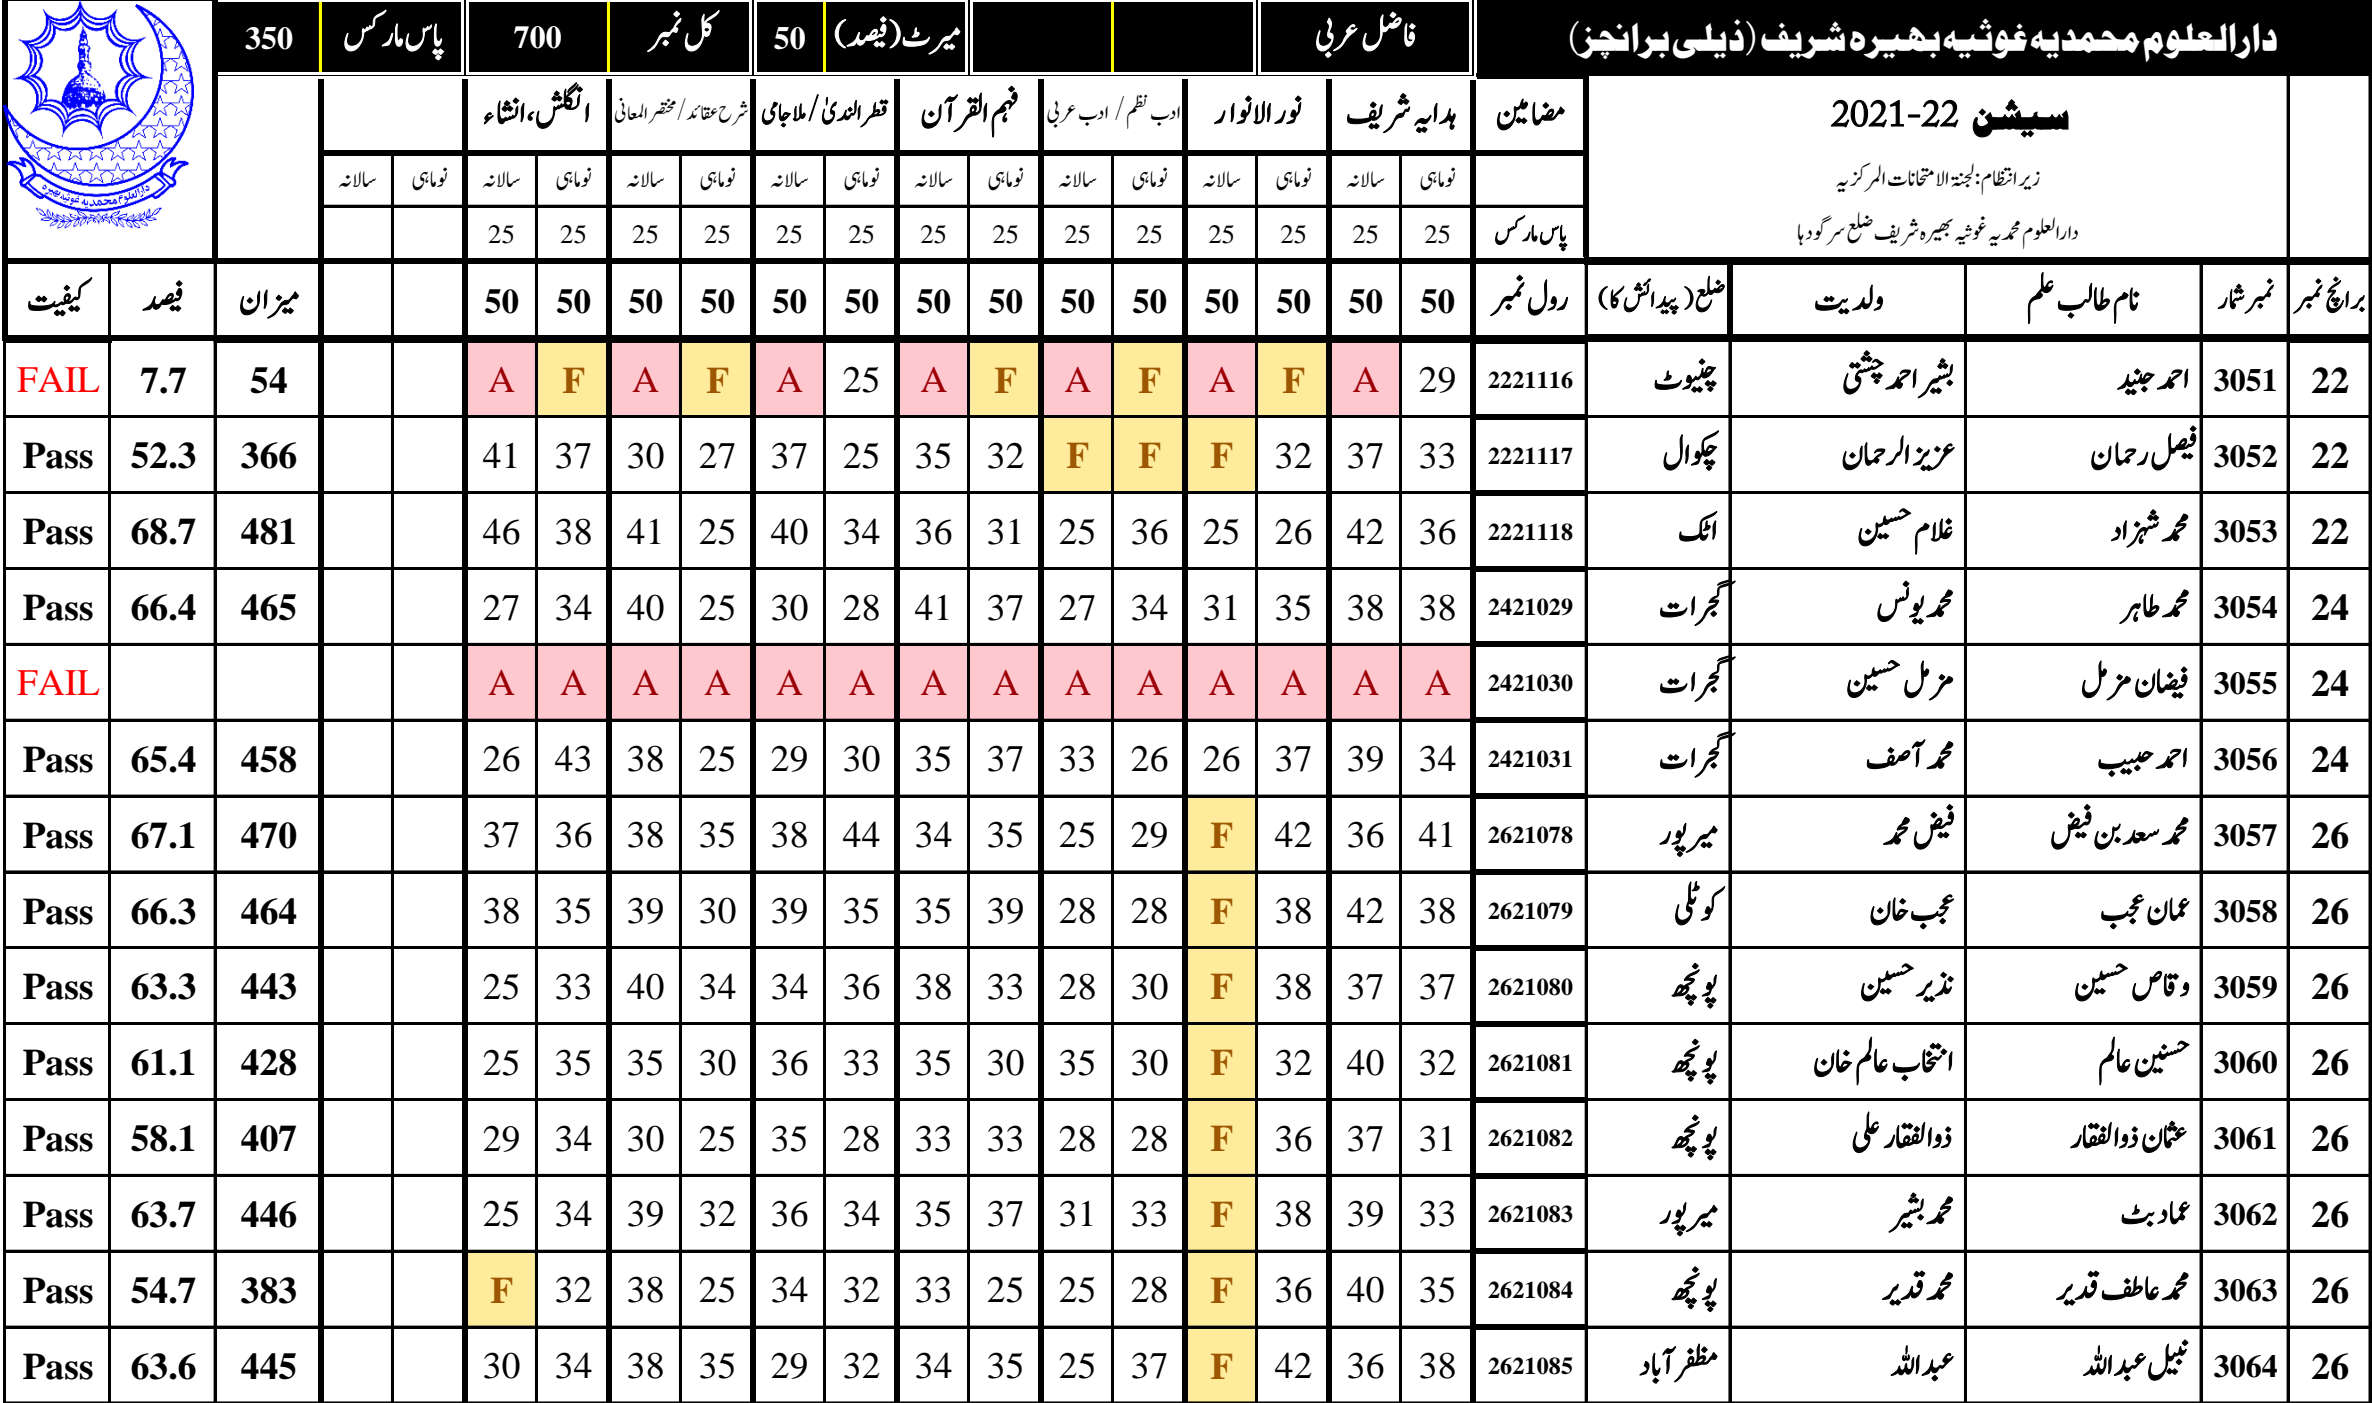 دارالعلوم محمدیہ غوثیہ بھیرہ شریف (ذیلی برانچز) فاضل عربی میرٹ (فیصد) 50 کل نمبر 700 پاس مارکس 350
سیشن 2021-22
زیر انتظام: لجنۃ الامتحانات المرکزیہ
دارالعلوم محمدیہ غوثیہ بھیرہ شریف ضلع سرگودہا
مضامین ہدایہ شریف نور الانوار ادب نظم / ادب عربی فہم القرآن قطر الندیٰ / ملا جامی شرح عقائد / مختصر المعانی انگلش، انشاء
نوماہی سالانہ نوماہی سالانہ نوماہی سالانہ نوماہی سالانہ نوماہی سالانہ نوماہی سالانہ نوماہی سالانہ نوماہی سالانہ
پاس مارکس 25 25 25 25 25 25 25 25 25 25 25 25 25 25
برانچ نمبر نمبر شمار نام طالب علم ولدیت ضلع (پیدائش کا) رول نمبر 50 50 50 50 50 50 50 50 50 50 50 50 50 50 میزان فیصد کیفیت
22 3051 احمد جنید بشیر احمد چشتی چنیوٹ 2221116 29 A F A F A F A 25 A F A F A 54 7.7 FAIL
22 3052 فیصل رحمان عزیز الرحمان چکوال 2221117 33 37 32 F F F 32 35 25 37 27 30 37 41 366 52.3 Pass
22 3053 محمد شہزاد غلام حسین اٹک 2221118 36 42 26 25 36 25 31 36 34 40 25 41 38 46 481 68.7 Pass
24 3054 محمد طاہر محمد یونس گجرات 2421029 38 38 35 31 34 27 37 41 28 30 25 40 34 27 465 66.4 Pass
24 3055 فیضان مزمل مزمل حسین گجرات 2421030 A A A A A A A A A A A A A A FAIL
24 3056 احمد حبیب محمد آصف گجرات 2421031 34 39 37 26 26 33 37 35 30 29 25 38 43 26 458 65.4 Pass
26 3057 محمد سعد بن فیض فیض محمد میرپور 2621078 41 36 42 F 29 25 35 34 44 38 35 38 36 37 470 67.1 Pass
26 3058 عمان عجب عجب خان کوٹلی 2621079 38 42 38 F 28 28 39 35 35 39 30 39 35 38 464 66.3 Pass
26 3059 وقاص حسین نذیر حسین پونچھ 2621080 37 37 38 F 30 28 33 38 36 34 34 40 33 25 443 63.3 Pass
26 3060 حسنین عالم انتخاب عالم خان پونچھ 2621081 32 40 32 F 30 35 30 35 33 36 30 35 35 25 428 61.1 Pass
26 3061 عثمان ذوالفقار ذوالفقار علی پونچھ 2621082 31 37 36 F 28 28 33 33 28 35 25 30 34 29 407 58.1 Pass
26 3062 عماد بٹ محمد بشیر میرپور 2621083 33 39 38 F 33 31 37 35 34 36 32 39 34 25 446 63.7 Pass
26 3063 محمد عاطف قدیر محمد قدیر پونچھ 2621084 35 40 36 F 28 25 25 33 32 34 25 38 32 F 383 54.7 Pass
26 3064 نبیل عبداللہ عبداللہ مظفر آباد 2621085 38 36 42 F 37 25 35 34 32 29 35 38 34 30 445 63.6 Pass
دارالعلوم محمدیہ غوثیہ بھیرہ